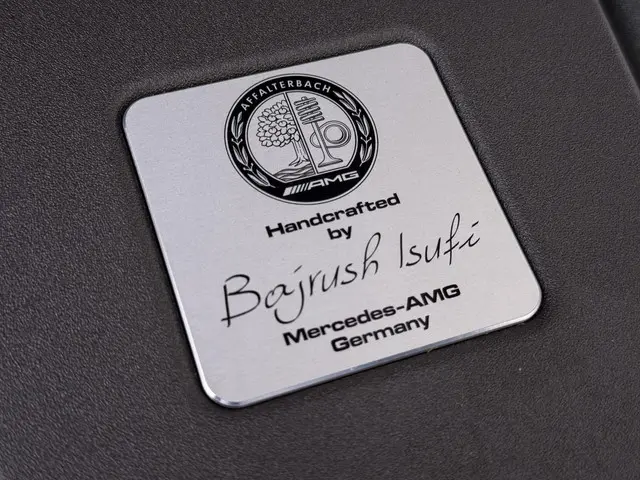 AFFALTERBACH
AMG
Handcrafted
by
Bajrush Isufi
Mercedes-AMG
Germany